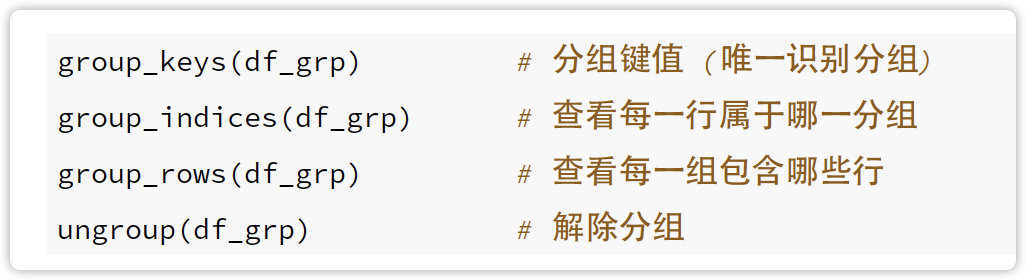 group_keys(df_grp) # 分组键值 (唯一识别分组)
group_indices(df_grp) # 查看每一行属于哪一分组
group_rows(df_grp) # 查看每一组包含哪些行
ungroup(df_grp) # 解除分组